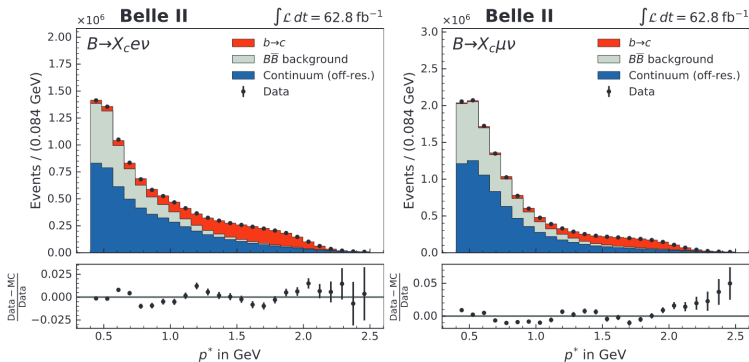 ×10⁶ Belle II ∫ℒ dt = 62.8 fb⁻¹
B→X_c eν
b→c
BB̅ background
Continuum (off-res.)
Data
Events / (0.084 GeV)
2.00
1.75
1.50
1.25
1.00
0.75
0.50
0.25
0.00
Data − MC
Data
0.025
0.000
−0.025
0.5 1.0 1.5 2.0 2.5
p* in GeV
×10⁶ Belle II ∫ℒ dt = 62.8 fb⁻¹
B→X_c μν
b→c
BB̅ background
Continuum (off-res.)
Data
Events / (0.084 GeV)
3.0
2.5
2.0
1.5
1.0
0.5
0.0
Data − MC
Data
0.05
0.00
0.5 1.0 1.5 2.0 2.5
p* in GeV